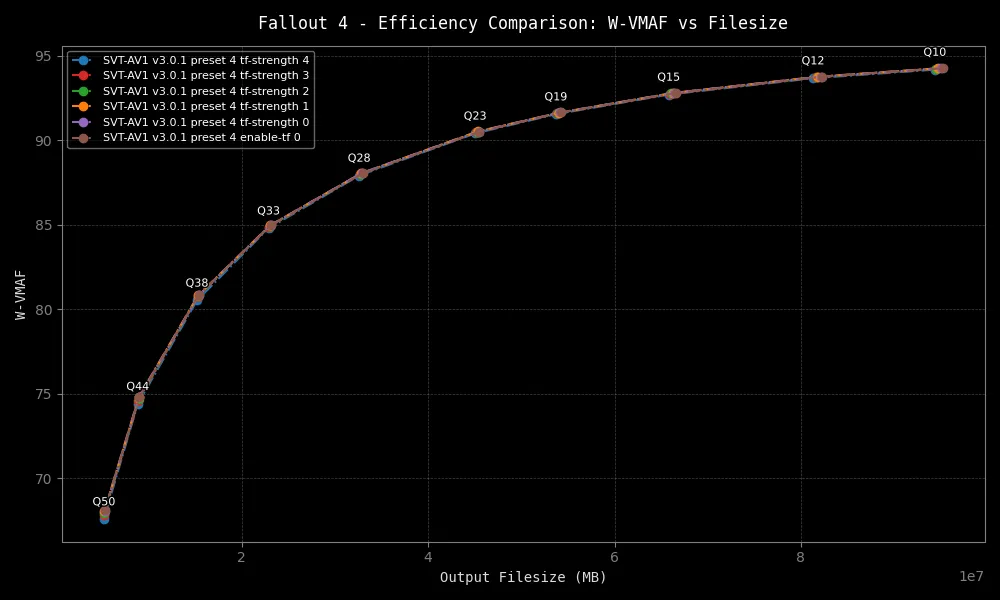 Fallout 4 - Efficiency Comparison: W-VMAF vs Filesize
SVT-AV1 v3.0.1 preset 4 tf-strength 4
SVT-AV1 v3.0.1 preset 4 tf-strength 3
SVT-AV1 v3.0.1 preset 4 tf-strength 2
SVT-AV1 v3.0.1 preset 4 tf-strength 1
SVT-AV1 v3.0.1 preset 4 tf-strength 0
SVT-AV1 v3.0.1 preset 4 enable-tf 0
W-VMAF
95
90
85
80
75
70
Q50
Q44
Q38
Q33
Q28
Q23
Q19
Q15
Q12
Q10
2
4
6
8
1e7
Output Filesize (MB)